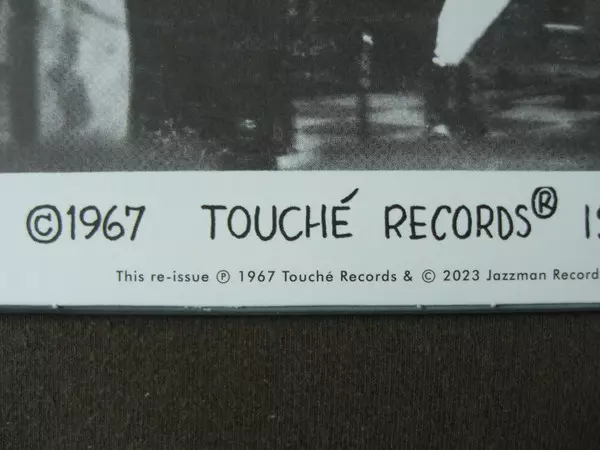 ©1967 TOUCHÉ RECORDS®
This re-issue ℗ 1967 Touché Records & © 2023 Jazzman Record